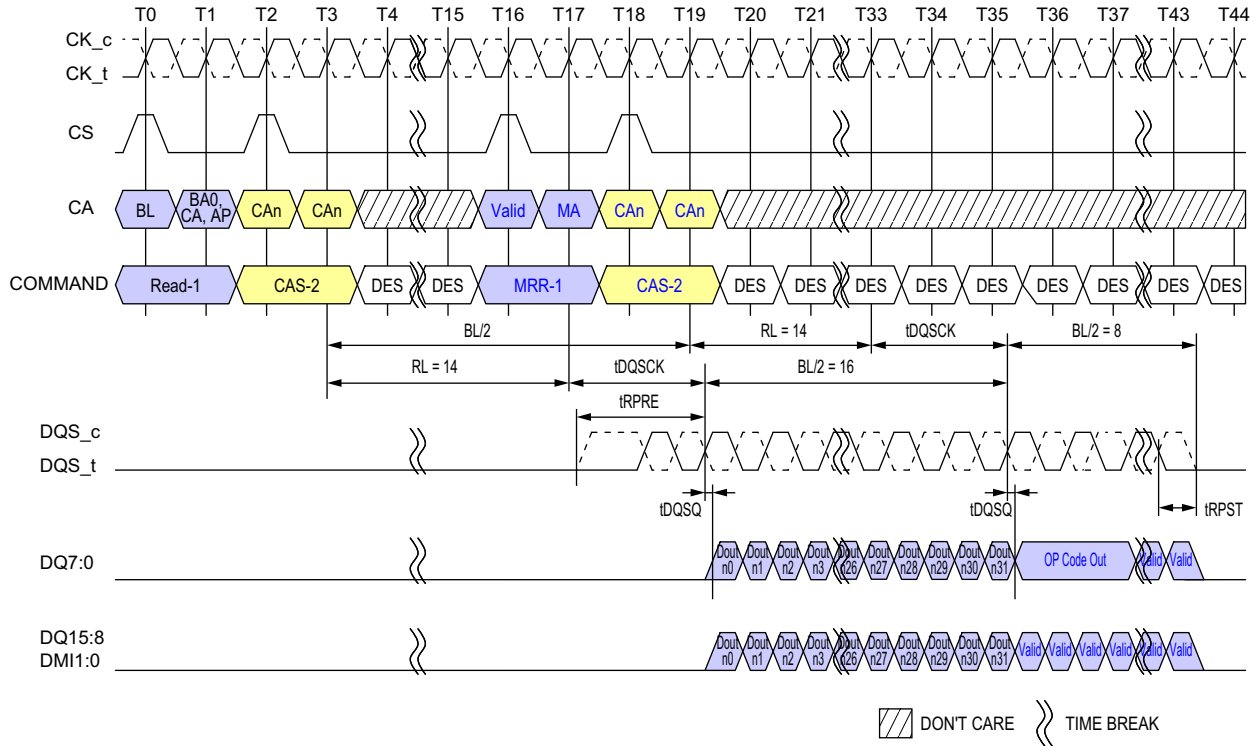 T0 T1 T2 T3 T4 T15 T16 T17 T18 T19 T20 T21 T33 T34 T35 T36 T37 T43 T44
CK_c
CK_t
CS
CA BL BA0, CA, AP CAn CAn Valid MA CAn CAn
COMMAND Read-1 CAS-2 DES DES MRR-1 CAS-2 DES DES DES DES DES DES DES DES DES
BL/2 RL = 14 tDQSCK BL/2 = 8
RL = 14 tDQSCK BL/2 = 16
tRPRE
DQS_c
DQS_t
tDQSQ tDQSQ tRPST
DQ7:0 Dout n0 Dout n1 Dout n2 Dout n3 Dout n26 Dout n27 Dout n28 Dout n29 Dout n30 Dout n31 OP Code Out Valid Valid
DQ15:8
DMI1:0 Dout n0 Dout n1 Dout n2 Dout n3 Dout n26 Dout n27 Dout n28 Dout n29 Dout n30 Dout n31 Valid Valid Valid Valid Valid Valid
DON'T CARE TIME BREAK